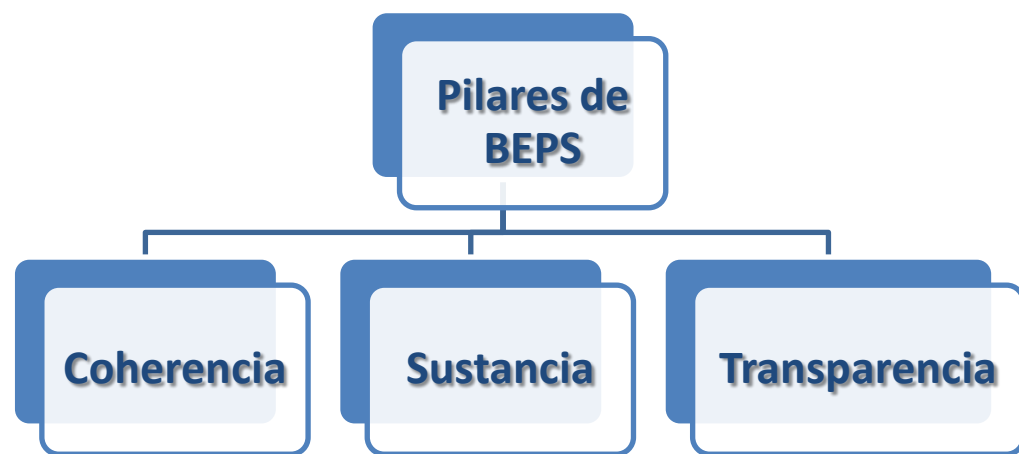 Pilares de
BEPS
Coherencia
Sustancia
Transparencia